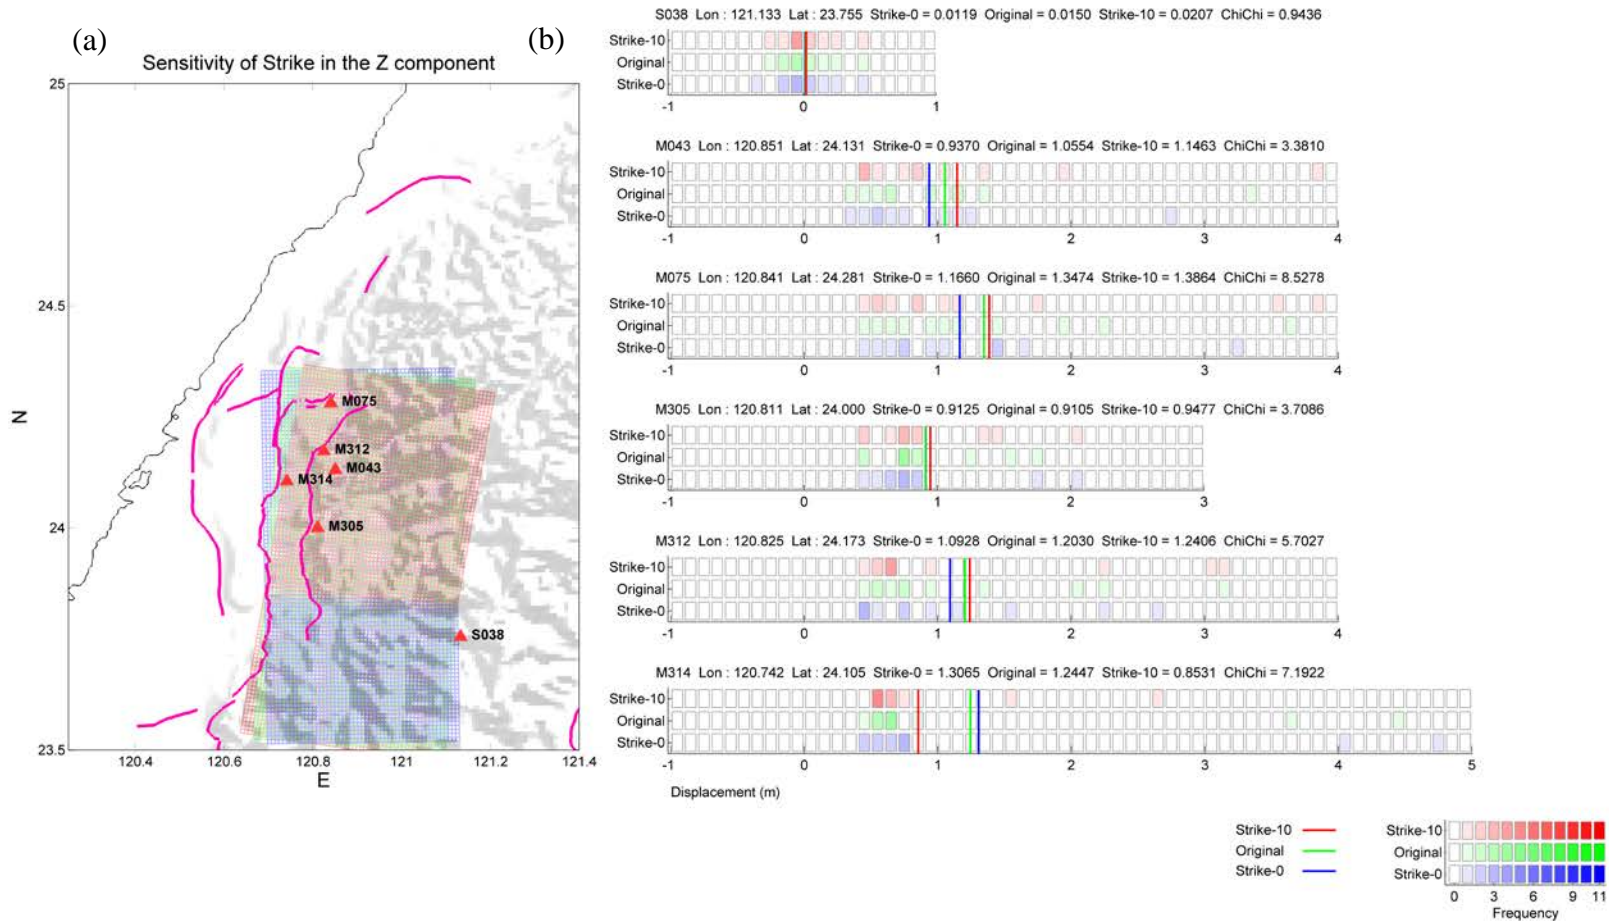 (a)
Sensitivity of Strike in the Z component
25
24.5
24
23.5
N
120.4 120.6 120.8 121 121.2 121.4
E
M075
M312
M043
M314
M305
S038
(b)
S038 Lon : 121.133 Lat : 23.755 Strike-0 = 0.0119 Original = 0.0150 Strike-10 = 0.0207 ChiChi = 0.9436
Strike-10
Original
Strike-0
-1 0 1
M043 Lon : 120.851 Lat : 24.131 Strike-0 = 0.9370 Original = 1.0554 Strike-10 = 1.1463 ChiChi = 3.3810
Strike-10
Original
Strike-0
-1 0 1 2 3 4
M075 Lon : 120.841 Lat : 24.281 Strike-0 = 1.1660 Original = 1.3474 Strike-10 = 1.3864 ChiChi = 8.5278
Strike-10
Original
Strike-0
-1 0 1 2 3 4
M305 Lon : 120.811 Lat : 24.000 Strike-0 = 0.9125 Original = 0.9105 Strike-10 = 0.9477 ChiChi = 3.7086
Strike-10
Original
Strike-0
-1 0 1 2 3
M312 Lon : 120.825 Lat : 24.173 Strike-0 = 1.0928 Original = 1.2030 Strike-10 = 1.2406 ChiChi = 5.7027
Strike-10
Original
Strike-0
-1 0 1 2 3 4
M314 Lon : 120.742 Lat : 24.105 Strike-0 = 1.3065 Original = 1.2447 Strike-10 = 0.8531 ChiChi = 7.1922
Strike-10
Original
Strike-0
-1 0 1 2 3 4 5
Displacement (m)
Strike-10
Original
Strike-0
Strike-10
Original
Strike-0
0 3 6 9 11
Frequency